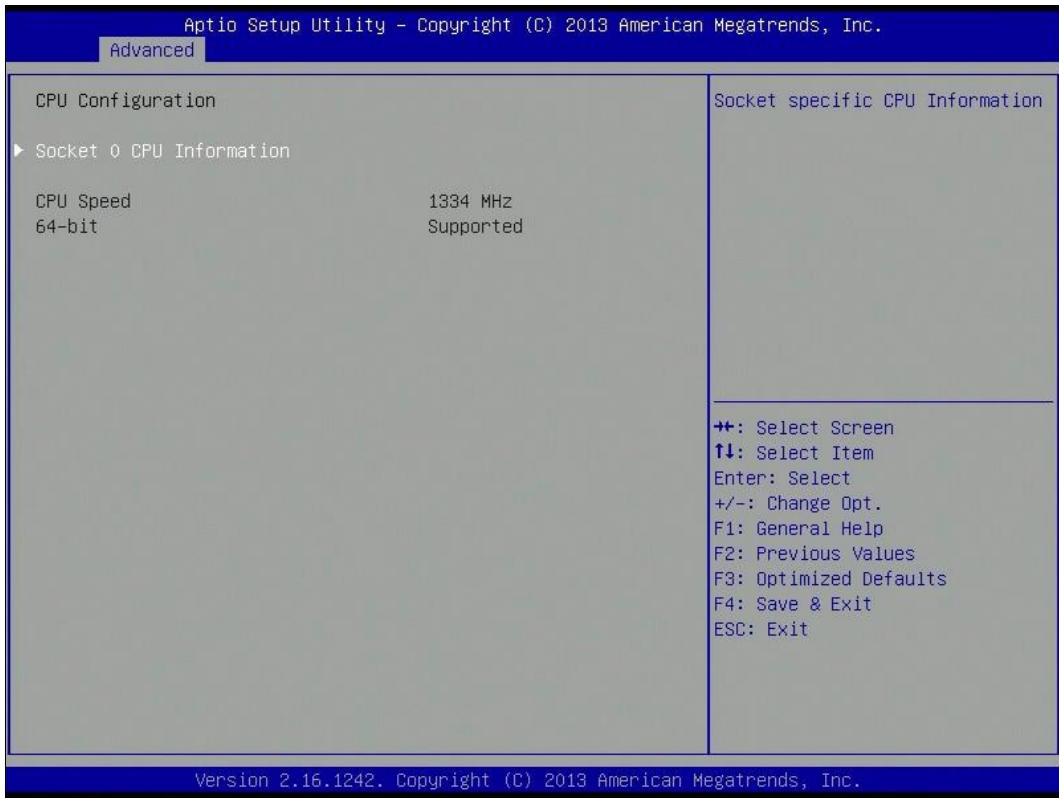 Aptio Setup Utility – Copyright (C) 2013 American Megatrends, Inc.
Advanced
CPU Configuration
Socket 0 CPU Information
CPU Speed 1334 MHz
64-bit Supported
Socket specific CPU Information
→←: Select Screen
↑↓: Select Item
Enter: Select
+/-: Change Opt.
F1: General Help
F2: Previous Values
F3: Optimized Defaults
F4: Save & Exit
ESC: Exit
Version 2.16.1242. Copyright (C) 2013 American Megatrends, Inc.